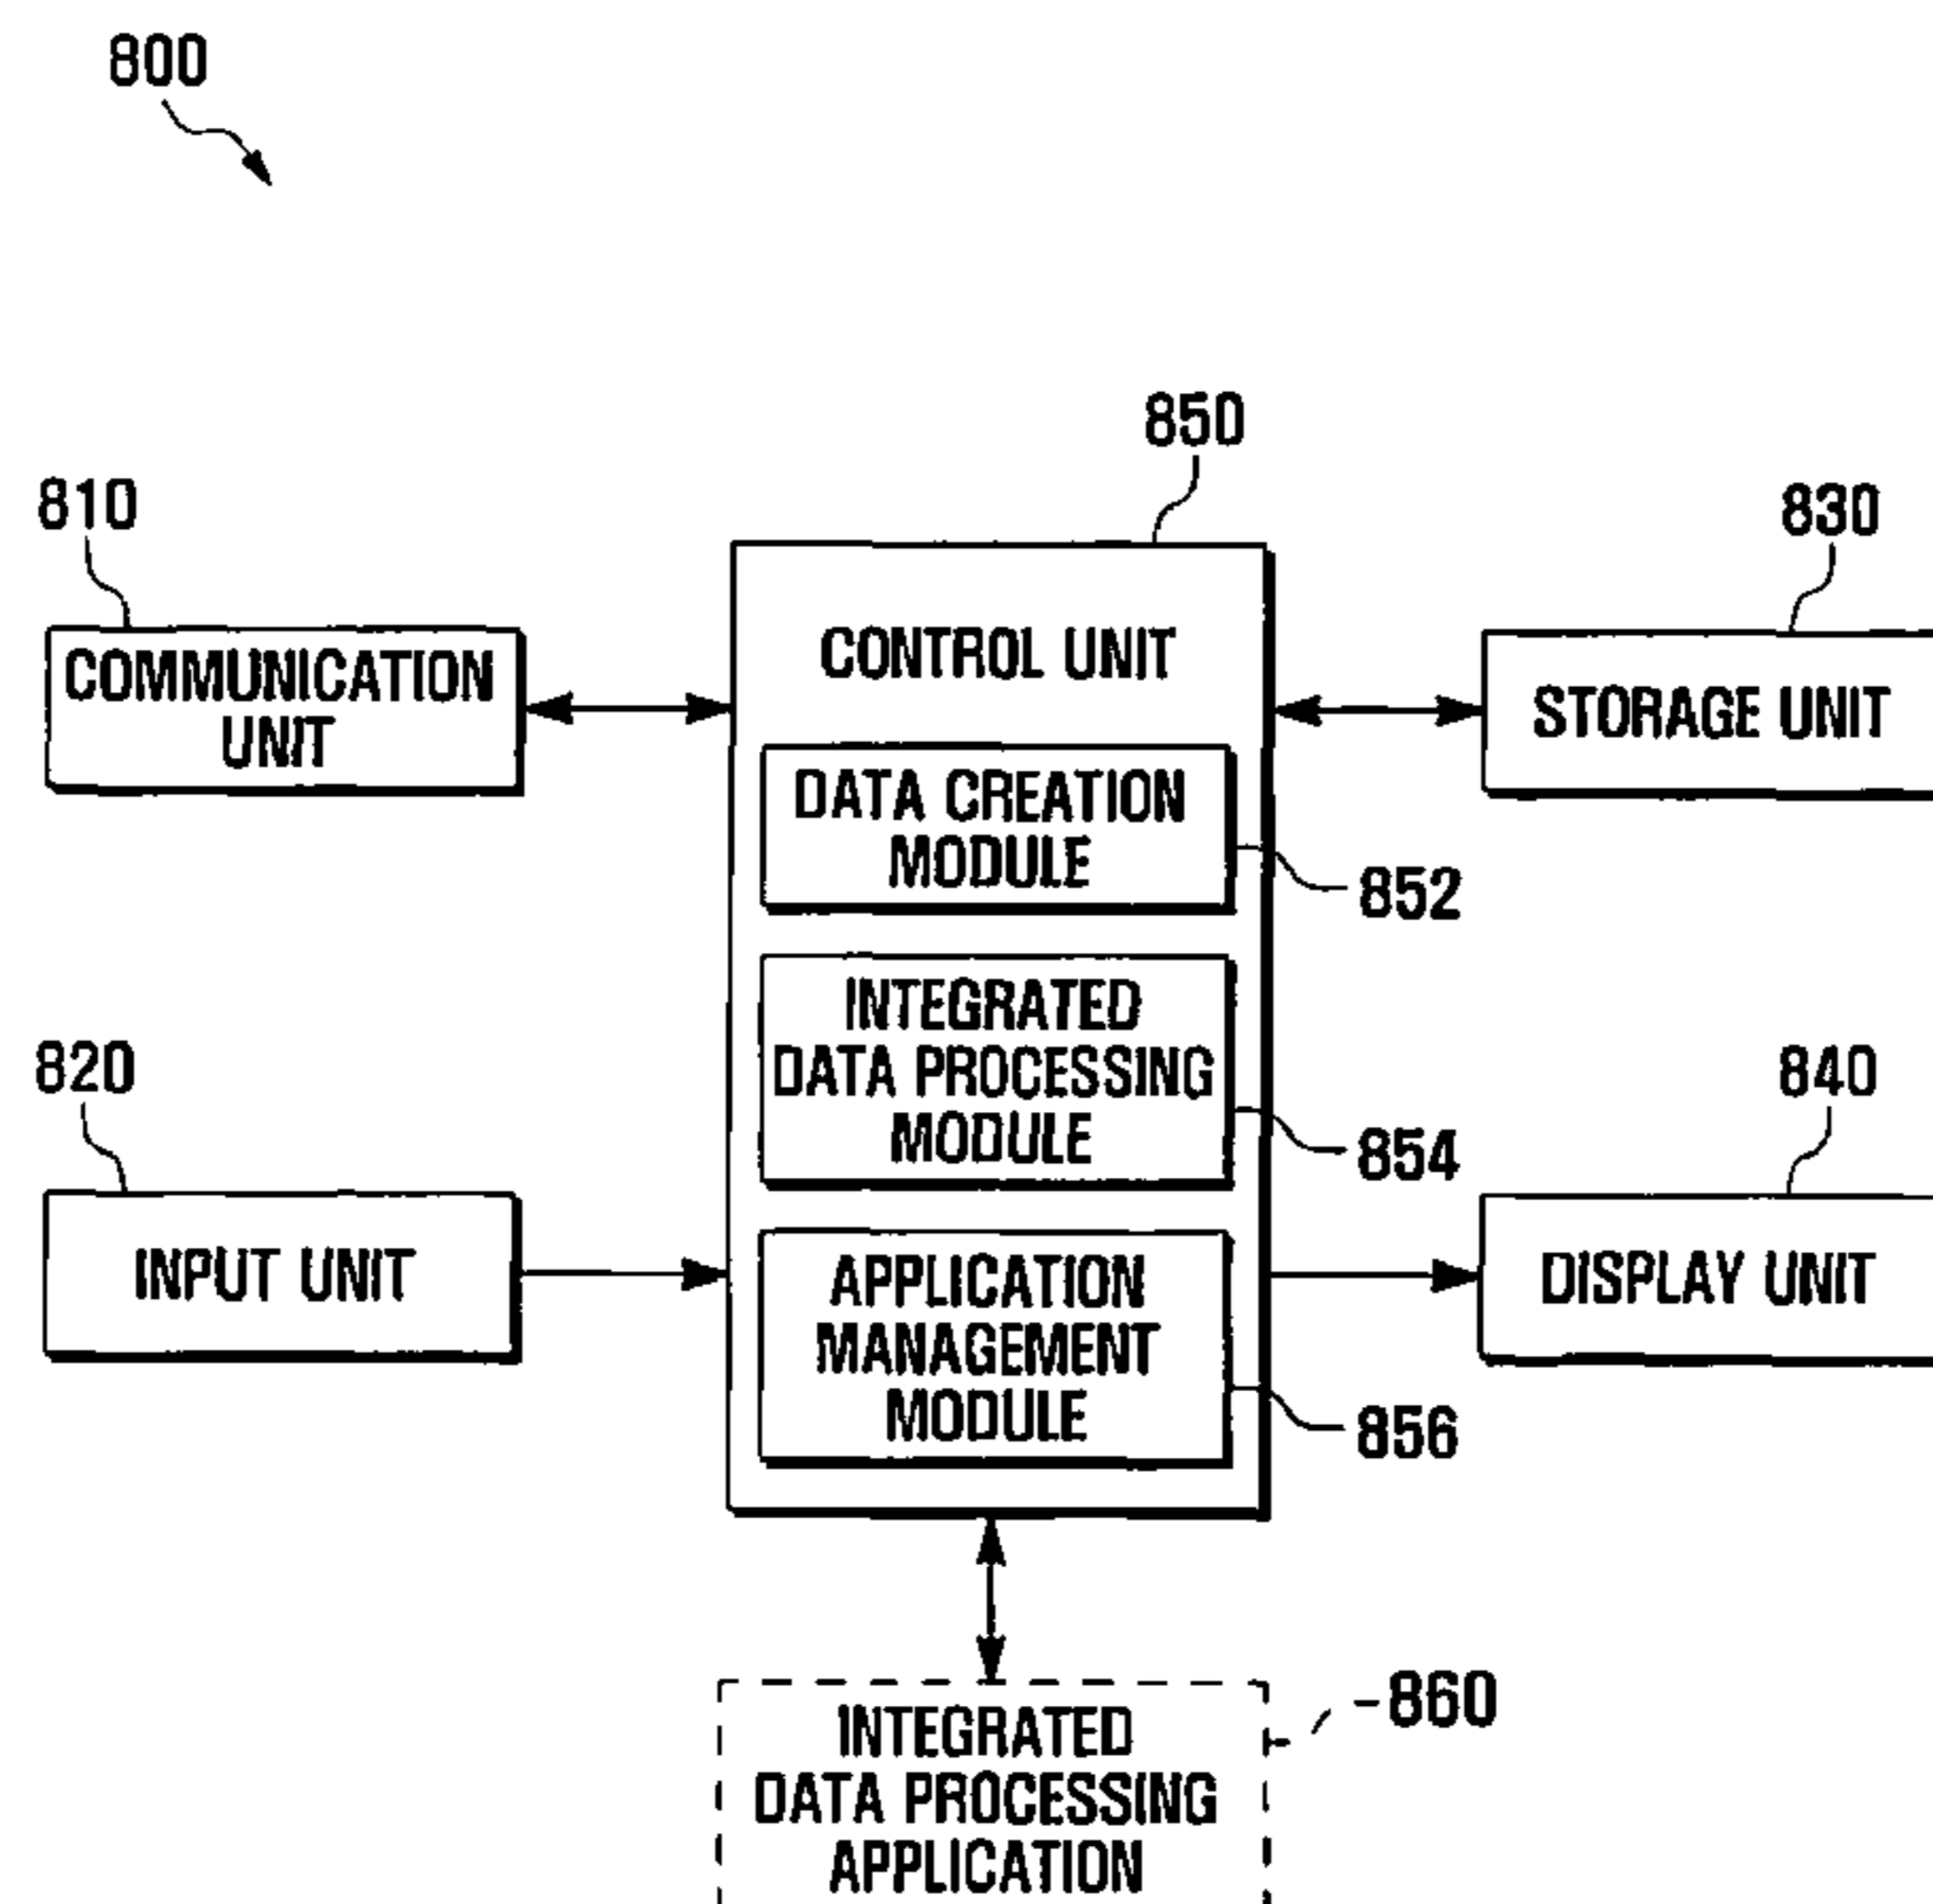 800
850
810
830
COMMUNICATION
UNIT
CONTROL UNIT
STORAGE UNIT
DATA CREATION
MODULE
852
INTEGRATED
DATA PROCESSING
MODULE
854
820
840
INPUT UNIT
DISPLAY UNIT
APPLICATION
MANAGEMENT
MODULE
856
860
INTEGRATED
DATA PROCESSING
APPLICATION